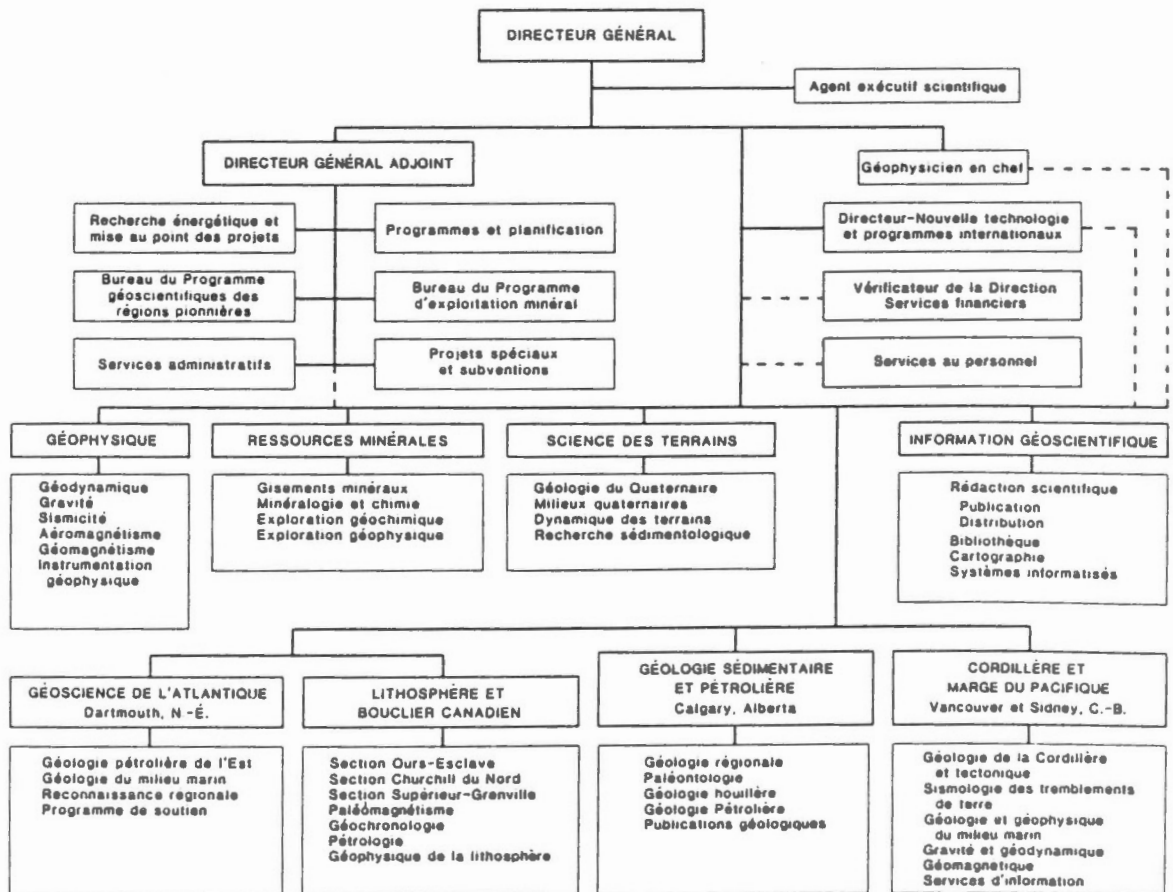 DIRECTEUR GÉNÉRAL
Agent exécutif scientifique
DIRECTEUR GÉNÉRAL ADJOINT
Géophysicien en chef
Recherche énergétique et
mise au point des projets
Programmes et planification
Directeur-Nouvelle technologie
et programmes internationaux
Bureau du Programme
géoscientifiques des
régions pionnières
Bureau du Programme
d'exploitation minéral
Vérificateur de la Direction
Services financiers
Services administratifs
Projets spéciaux
et subventions
Services au personnel
GÉOPHYSIQUE
Géodynamique
Gravité
Sismicité
Aéromagnétisme
Géomagnétisme
Instrumentation
géophysique
RESSOURCES MINÉRALES
Gisements minéraux
Minéralogie et chimie
Exploration géochimique
Exploration géophysique
SCIENCE DES TERRAINS
Géologie du Quaternaire
Milieux quaternaires
Dynamique des terrains
Recherche sédimentologique
INFORMATION GÉOSCIENTIFIQUE
Rédaction scientifique
Publication
Distribution
Bibliothèque
Cartographie
Systèmes informatisés
GÉOSCIENCE DE L'ATLANTIQUE
Dartmouth, N.-É.
Géologie pétrolière de l'Est
Géologie du milieu marin
Reconnaissance régionale
Programme de soutien
LITHOSPHÈRE ET
BOUCLIER CANADIEN
Section Ours-Esclave
Section Churchill du Nord
Section Supérieur-Grenville
Paléomagnétisme
Géochronologie
Pétrologie
Géophysique de la lithosphère
GÉOLOGIE SÉDIMENTAIRE
ET PÉTROLIÈRE
Calgary, Alberta
Géologie régionale
Paléontologie
Géologie houillère
Géologie Pétrolière
Publications géologiques
CORDILLÈRE ET
MARGE DU PACIFIQUE
Vancouver et Sidney, C.-B.
Géologie de la Cordillère
et tectonique
Sismologie des tremblements
de terre
Géologie et géophysique
du milieu marin
Gravité et géodynamique
Géomagnetique
Services d'information